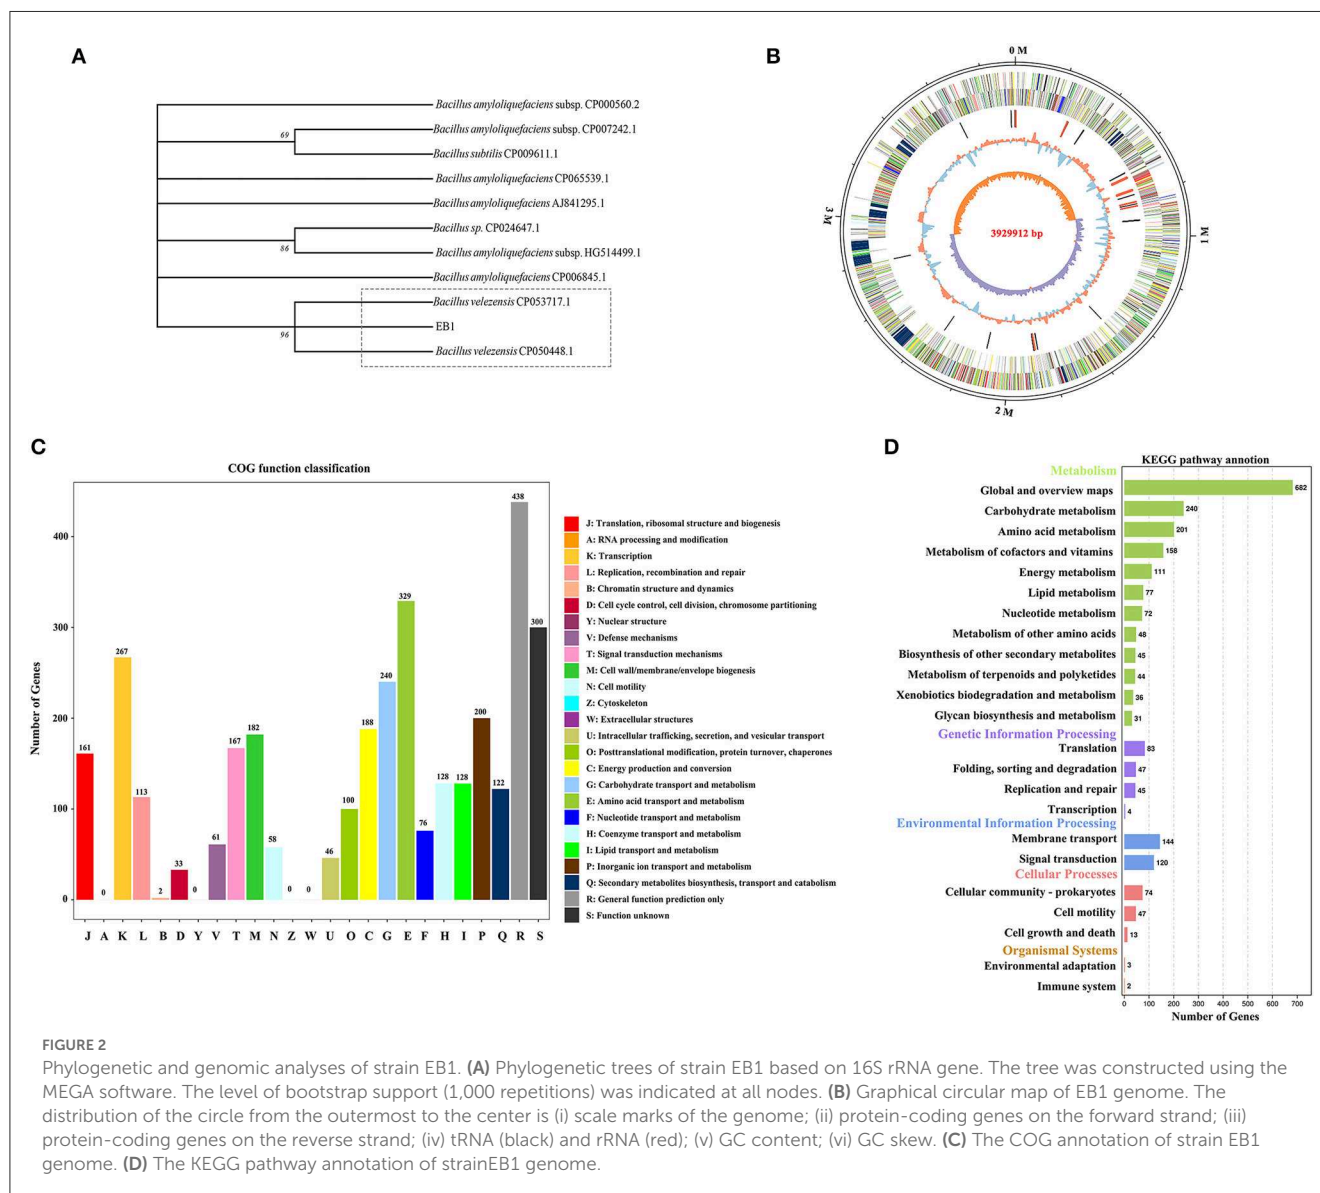 A
Bacillus amyloliquefaciens subsp. CP000560.2
69
Bacillus amyloliquefaciens subsp. CP007242.1
Bacillus subtilis CP009611.1
Bacillus amyloliquefaciens CP065539.1
Bacillus amyloliquefaciens AJ841295.1
Bacillus sp. CP024647.1
86
Bacillus amyloliquefaciens subsp. HG514499.1
Bacillus amyloliquefaciens CP006845.1
Bacillus velezensis CP053717.1
96
EB1
Bacillus velezensis CP050448.1
B
0 M
1 M
2 M
3 M
3929912 bp
C
COG function classification
Number of Genes
400
300
200
100
0
161
0
267
113
2
33
0
61
167
182
58
0
0
46
100
188
240
329
76
128
128
200
122
438
300
J A K L B D Y V T M N Z W U O C G E F H I P Q R S
J: Translation, ribosomal structure and biogenesis
A: RNA processing and modification
K: Transcription
L: Replication, recombination and repair
B: Chromatin structure and dynamics
D: Cell cycle control, cell division, chromosome partitioning
Y: Nuclear structure
V: Defense mechanisms
T: Signal transduction mechanisms
M: Cell wall/membrane/envelope biogenesis
N: Cell motility
Z: Cytoskeleton
W: Extracellular structures
U: Intracellular trafficking, secretion, and vesicular transport
O: Posttranslational modification, protein turnover, chaperones
C: Energy production and conversion
G: Carbohydrate transport and metabolism
E: Amino acid transport and metabolism
F: Nucleotide transport and metabolism
H: Coenzyme transport and metabolism
I: Lipid transport and metabolism
P: Inorganic ion transport and metabolism
Q: Secondary metabolites biosynthesis, transport and catabolism
R: General function prediction only
S: Function unknown
D
KEGG pathway annotion
Metabolism
Global and overview maps 682
Carbohydrate metabolism 240
Amino acid metabolism 201
Metabolism of cofactors and vitamins 158
Energy metabolism 111
Lipid metabolism 77
Nucleotide metabolism 72
Metabolism of other amino acids 48
Biosynthesis of other secondary metabolites 45
Metabolism of terpenoids and polyketides 44
Xenobiotics biodegradation and metabolism 36
Glycan biosynthesis and metabolism 31
Genetic Information Processing
Translation 83
Folding, sorting and degradation 47
Replication and repair 45
Transcription 4
Environmental Information Processing
Membrane transport 144
Signal transduction 120
Cellular Processes
Cellular community - prokaryotes 74
Cell motility 47
Cell growth and death 13
Organismal Systems
Environmental adaptation 3
Immune system 2
0 100 200 300 400 500 600 700
Number of Genes
FIGURE 2
Phylogenetic and genomic analyses of strain EB1. (A) Phylogenetic trees of strain EB1 based on 16S rRNA gene. The tree was constructed using the
MEGA software. The level of bootstrap support (1,000 repetitions) was indicated at all nodes. (B) Graphical circular map of EB1 genome. The
distribution of the circle from the outermost to the center is (i) scale marks of the genome; (ii) protein-coding genes on the forward strand; (iii)
protein-coding genes on the reverse strand; (iv) tRNA (black) and rRNA (red); (v) GC content; (vi) GC skew. (C) The COG annotation of strain EB1
genome. (D) The KEGG pathway annotation of strainEB1 genome.